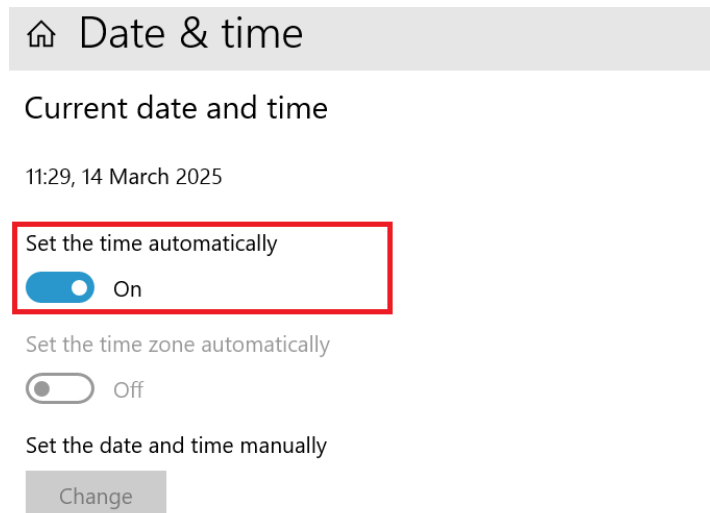 Date & time
Current date and time
11:29, 14 March 2025
Set the time automatically
On
Set the time zone automatically
Off
Set the date and time manually
Change